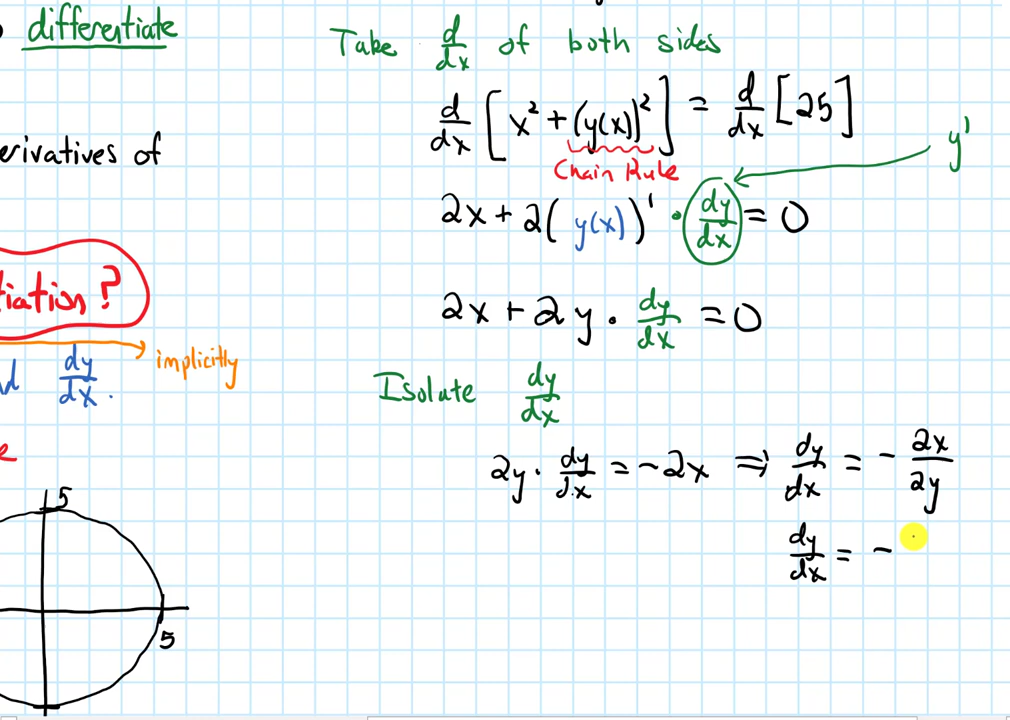 differentiate
erivatives of
tiation ?
implicitly
d dy/dx.
e
5
5
Take d/dx of both sides
d/dx [x² + (y(x))²] = d/dx [25]
Chain Rule
y'
2x + 2( y(x) )¹ · dy/dx = 0
2x + 2y · dy/dx = 0
Isolate dy/dx
2y · dy/dx = -2x ⇒ dy/dx = - 2x/2y
dy/dx = -